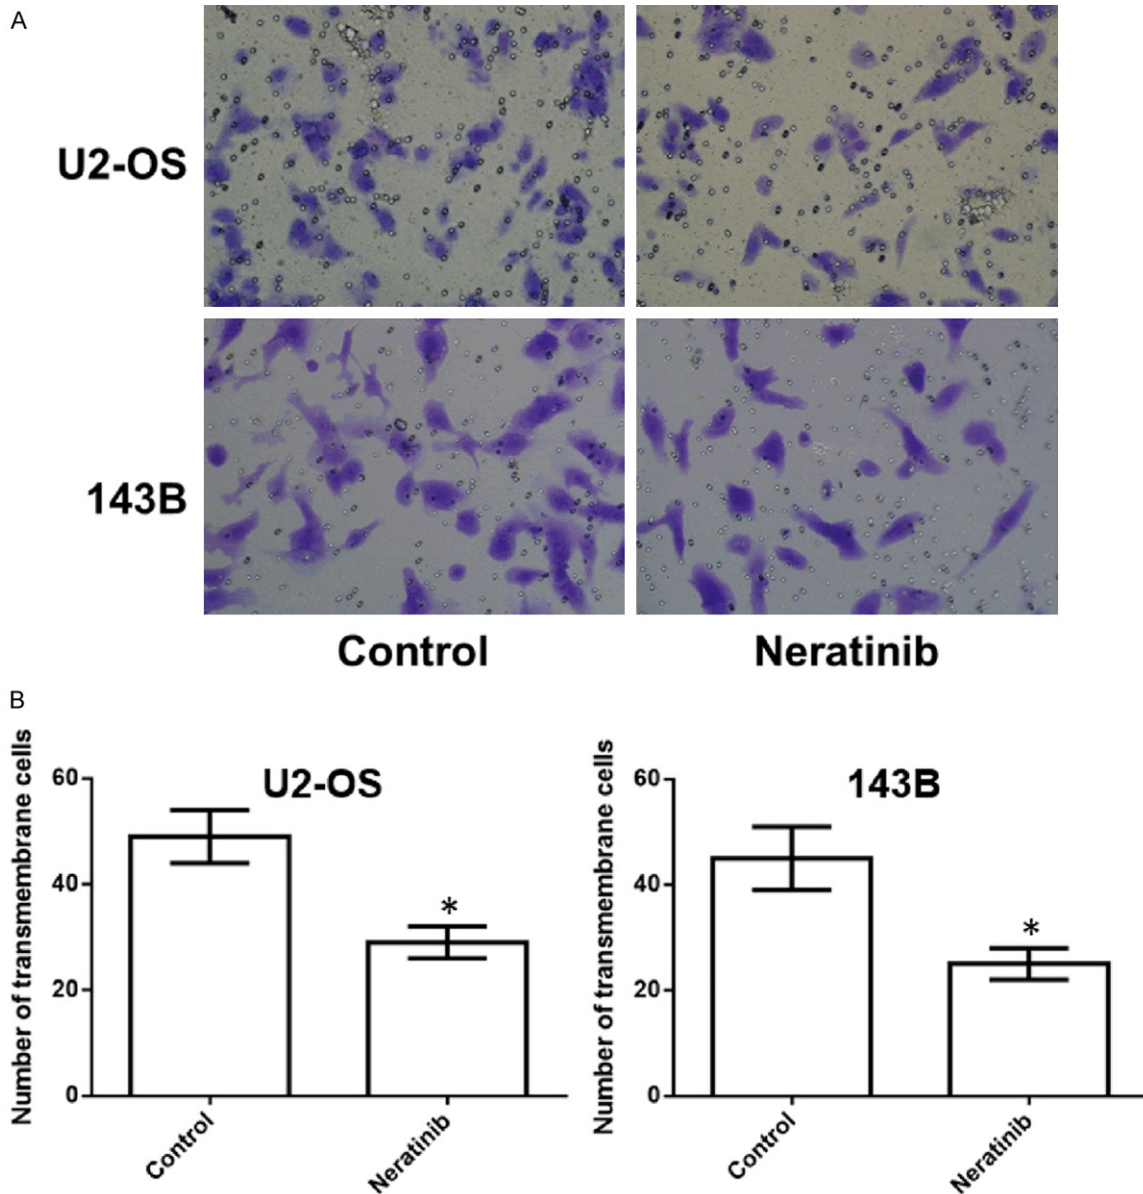 A
U2-OS
143B
Control Neratinib
B
Number of transmembrane cells
U2-OS
60
40
20
0
Control
Neratinib
Number of transmembrane cells
143B
60
40
20
0
*
*
Control
Neratinib